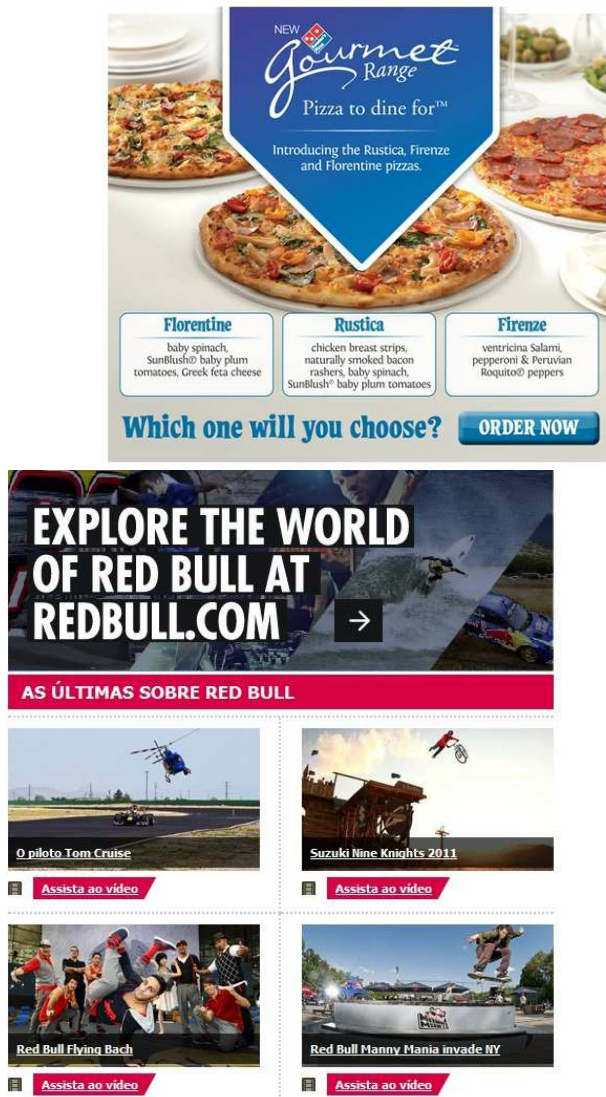 NEW
Gourmet
Range
Pizza to dine for™
Introducing the Rustica, Firenze
and Florentine pizzas.
Florentine
baby spinach,
SunBlush® baby plum
tomatoes, Greek feta cheese
Rustica
chicken breast strips,
naturally smoked bacon
rashers, baby spinach,
SunBlush® baby plum tomatoes
Firenze
ventricina Salami,
pepperoni & Peruvian
Roquito® peppers
Which one will you choose?
ORDER NOW
EXPLORE THE WORLD
OF RED BULL AT
REDBULL.COM
AS ÚLTIMAS SOBRE RED BULL
O piloto Tom Cruise
Assista ao vídeo
Suzuki Nine Knights 2011
Assista ao vídeo
Red Bull Flying Bach
Assista ao vídeo
Red Bull Manny Mania invade NY
Assista ao vídeo